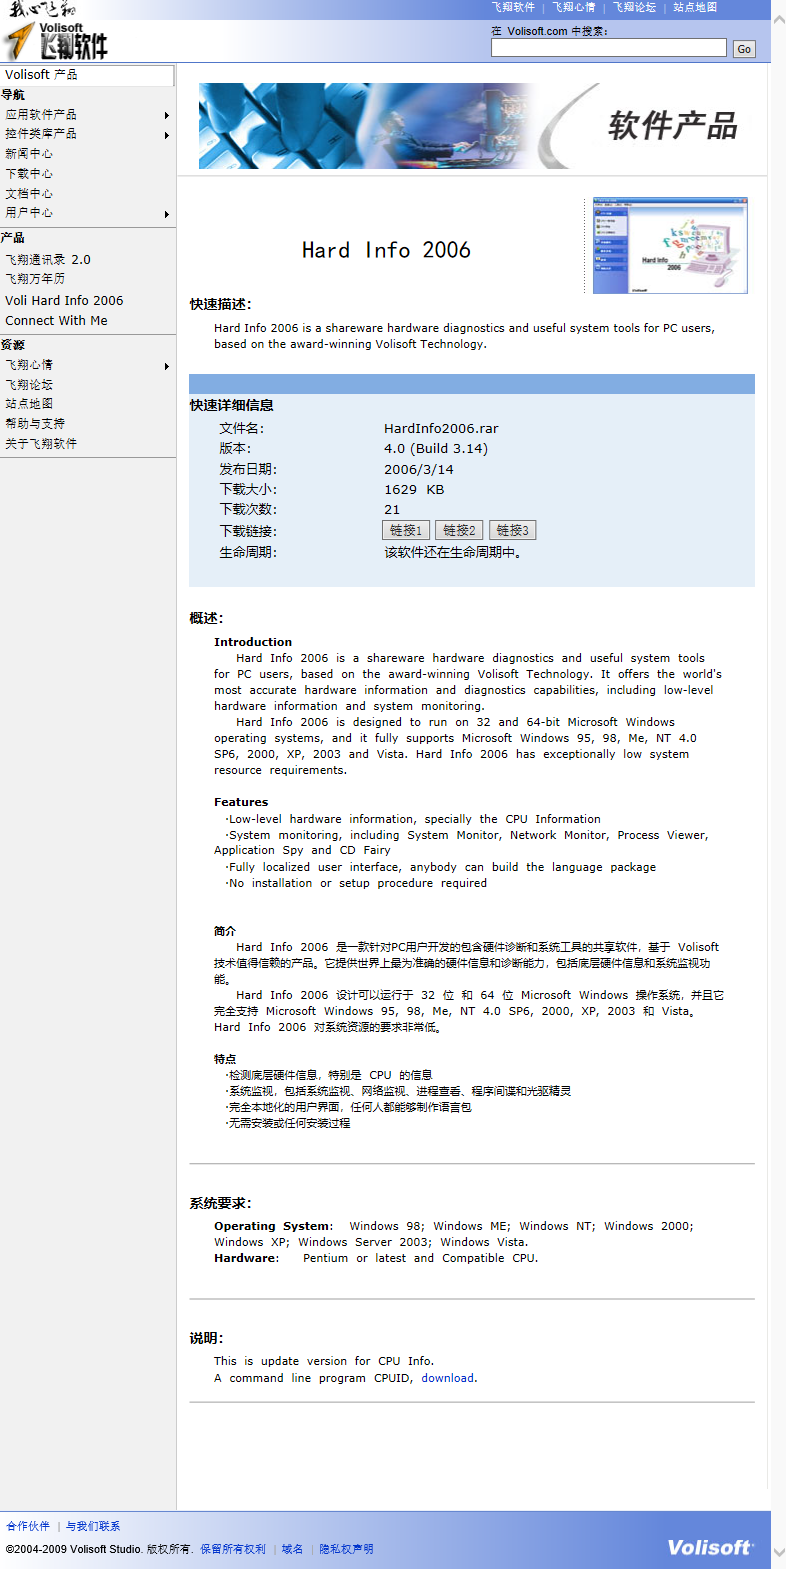 我心飞翔
飞翔软件 | 飞翔心情 | 飞翔论坛 | 站点地图
Volisoft
飞翔软件
在 Volisoft.com 中搜索:
Go
Volisoft 产品
导航
应用软件产品
控件类库产品
新闻中心
下载中心
文档中心
用户中心
产品
飞翔通讯录 2.0
飞翔万年历
Voli Hard Info 2006
Connect With Me
资源
飞翔心情
飞翔论坛
站点地图
帮助与支持
关于飞翔软件
软件产品
Hard Info 2006
Hard Info
2006
Volisoft
快速描述:
Hard Info 2006 is a shareware hardware diagnostics and useful system tools for PC users,
based on the award-winning Volisoft Technology.
快速详细信息
文件名: HardInfo2006.rar
版本: 4.0 (Build 3.14)
发布日期: 2006/3/14
下载大小: 1629 KB
下载次数: 21
下载链接: 链接1 链接2 链接3
生命周期: 该软件还在生命周期中。
概述:
Introduction
Hard Info 2006 is a shareware hardware diagnostics and useful system tools
for PC users, based on the award-winning Volisoft Technology. It offers the world's
most accurate hardware information and diagnostics capabilities, including low-level
hardware information and system monitoring.
Hard Info 2006 is designed to run on 32 and 64-bit Microsoft Windows
operating systems, and it fully supports Microsoft Windows 95, 98, Me, NT 4.0
SP6, 2000, XP, 2003 and Vista. Hard Info 2006 has exceptionally low system
resource requirements.
Features
·Low-level hardware information, specially the CPU Information
·System monitoring, including System Monitor, Network Monitor, Process Viewer,
Application Spy and CD Fairy
·Fully localized user interface, anybody can build the language package
·No installation or setup procedure required
简介
Hard Info 2006 是一款针对PC用户开发的包含硬件诊断和系统工具的共享软件，基于 Volisoft
技术值得信赖的产品。它提供世界上最为准确的硬件信息和诊断能力，包括底层硬件信息和系统监视功
能。
Hard Info 2006 设计可以运行于 32 位 和 64 位 Microsoft Windows 操作系统，并且它
完全支持 Microsoft Windows 95, 98, Me, NT 4.0 SP6, 2000, XP, 2003 和 Vista。
Hard Info 2006 对系统资源的要求非常低。
特点
·检测底层硬件信息，特别是 CPU 的信息
·系统监视，包括系统监视、网络监视、进程查看、程序间谍和光驱精灵
·完全本地化的用户界面，任何人都能够制作语言包
·无需安装或任何安装过程
系统要求:
Operating System: Windows 98; Windows ME; Windows NT; Windows 2000;
Windows XP; Windows Server 2003; Windows Vista.
Hardware: Pentium or latest and Compatible CPU.
说明:
This is update version for CPU Info.
A command line program CPUID, download.
合作伙伴 | 与我们联系
©2004-2009 Volisoft Studio. 版权所有. 保留所有权利 | 域名 | 隐私权声明
Volisoft